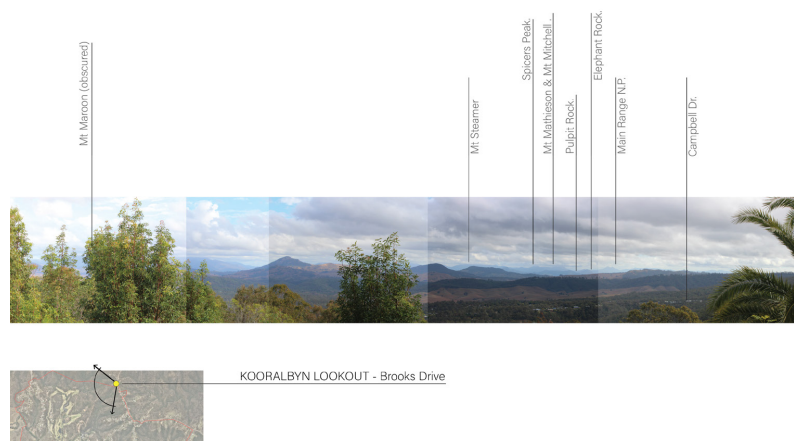 Mt Maroon (obscured)
Mt Steamer
Spicers Peak.
Mt Mathieson & Mt Mitchell .
Pulpit Rock.
Elephant Rock.
Main Range N.P.
Campbell Dr.
KOORALBYN LOOKOUT - Brooks Drive